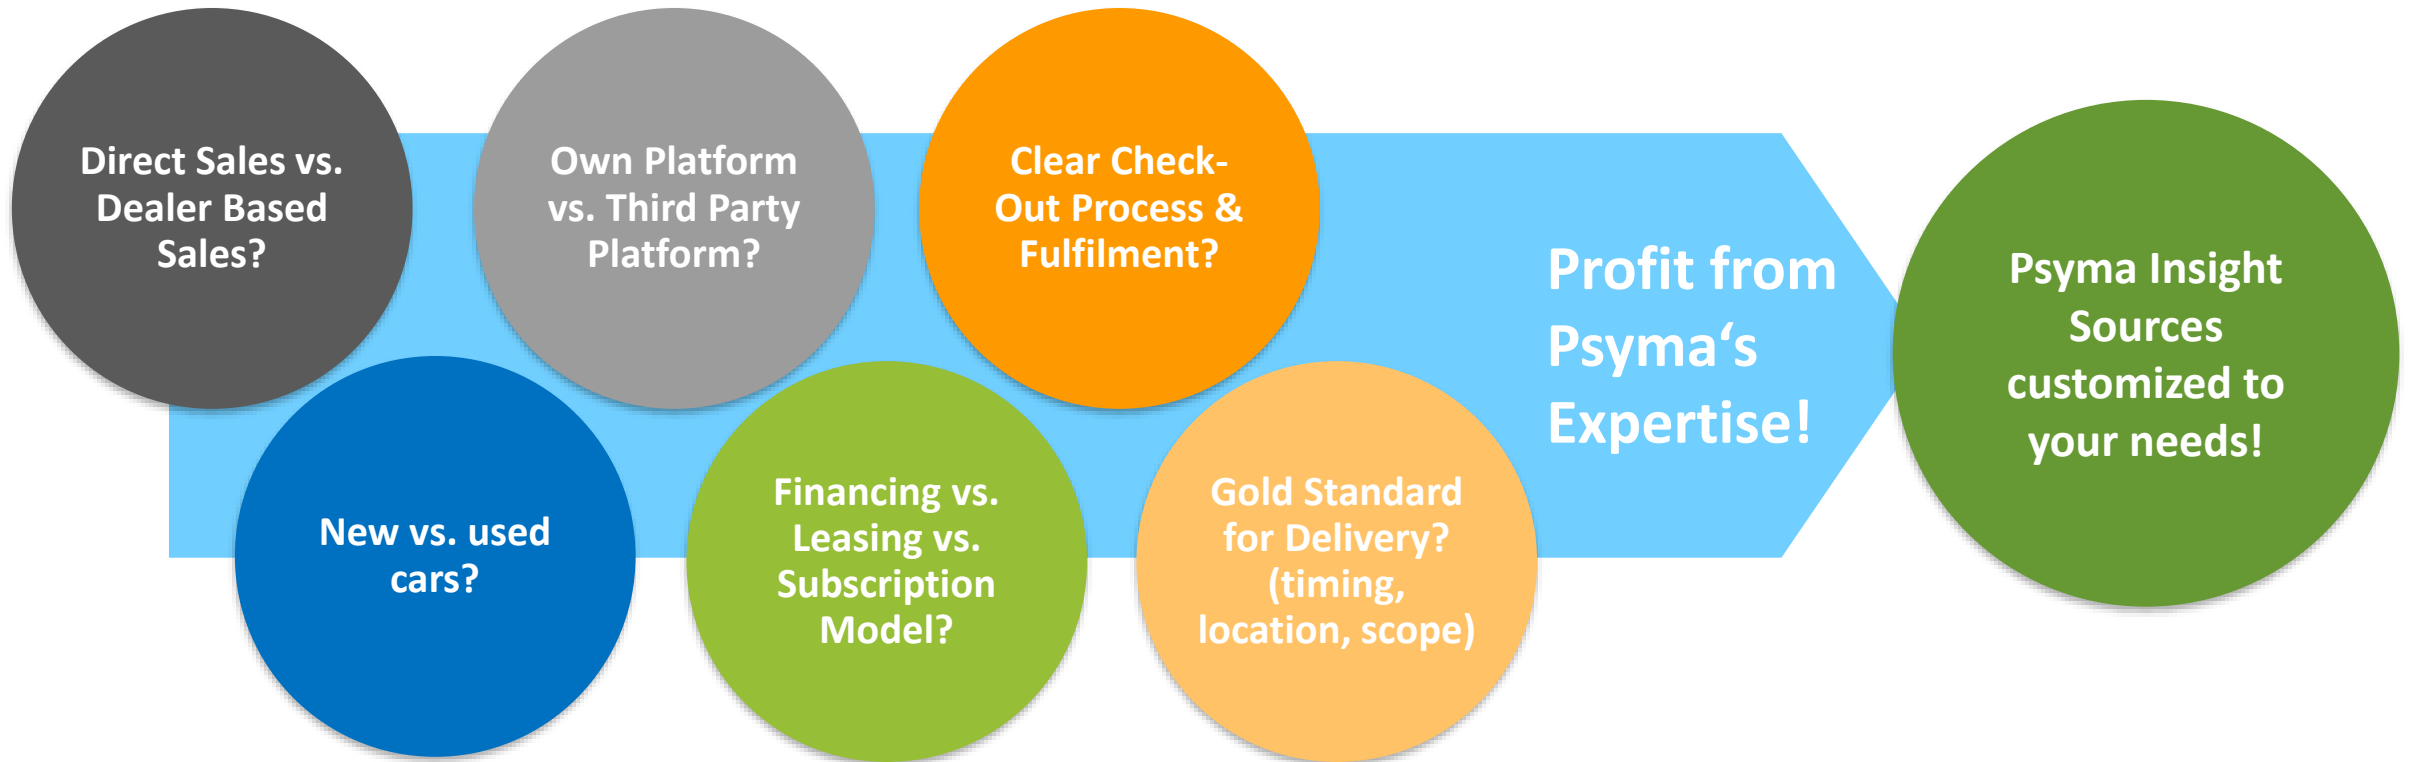 Direct Sales vs.
Dealer Based
Sales?
New vs. used
cars?
Own Platform
vs. Third Party
Platform?
Financing vs.
Leasing vs.
Subscription
Model?
Clear Check-
Out Process &
Fulfilment?
Gold Standard
for Delivery?
(timing,
location, scope)
Profit from
Psyma‘s
Expertise!
Psyma Insight
Sources
customized to
your needs!